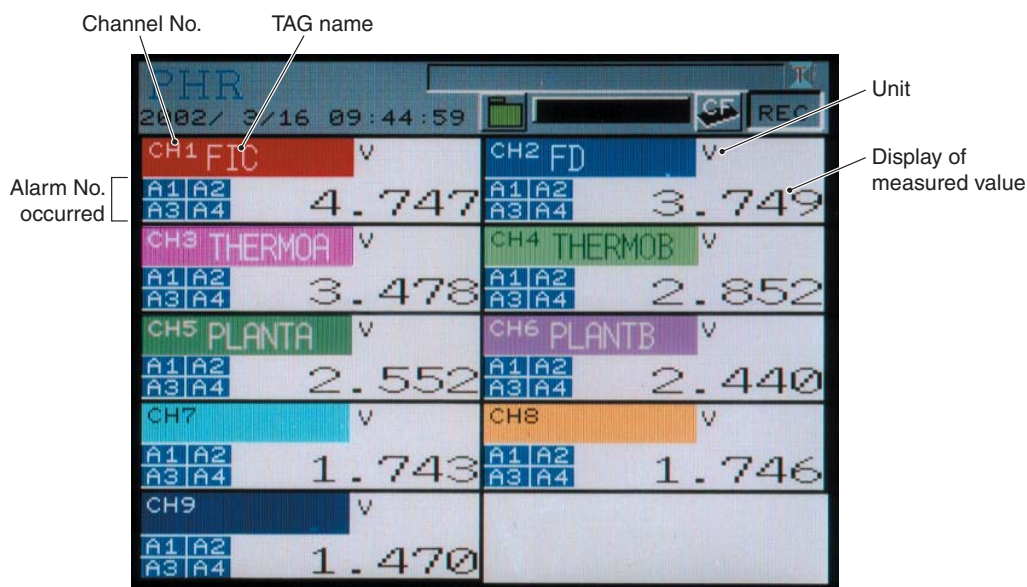 Channel No. TAG name
Unit
Display of
measured value
Alarm No.
occurred
PHR
2002/ 3/16 09:44:59
CF REC
CH1 FIC V
A1 A2
A3 A4
4.747
CH2 FD V
A1 A2
A3 A4
3.749
CH3 THERMOA V
A1 A2
A3 A4
3.478
CH4 THERMOB V
A1 A2
A3 A4
2.852
CH5 PLANTA V
A1 A2
A3 A4
2.552
CH6 PLANTB V
A1 A2
A3 A4
2.440
CH7 V
A1 A2
A3 A4
1.743
CH8 V
A1 A2
A3 A4
1.746
CH9 V
A1 A2
A3 A4
1.470